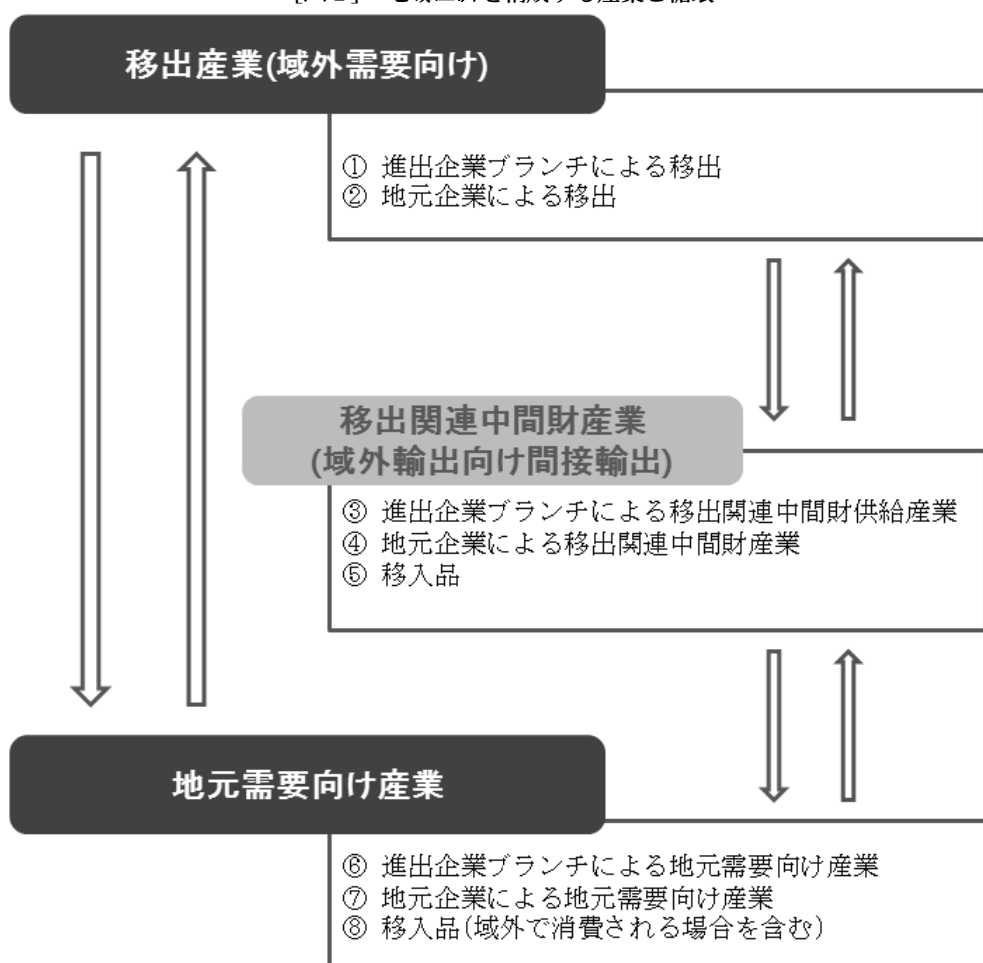 移出産業(域外需要向け)
① 進出企業ブランチによる移出
② 地元企業による移出
移出関連中間財産業
(域外輸出向け間接輸出)
③ 進出企業ブランチによる移出関連中間財供給産業
④ 地元企業による移出関連中間財産業
⑤ 移入品
地元需要向け産業
⑥ 進出企業ブランチによる地元需要向け産業
⑦ 地元企業による地元需要向け産業
⑧ 移入品(域外で消費される場合を含む)